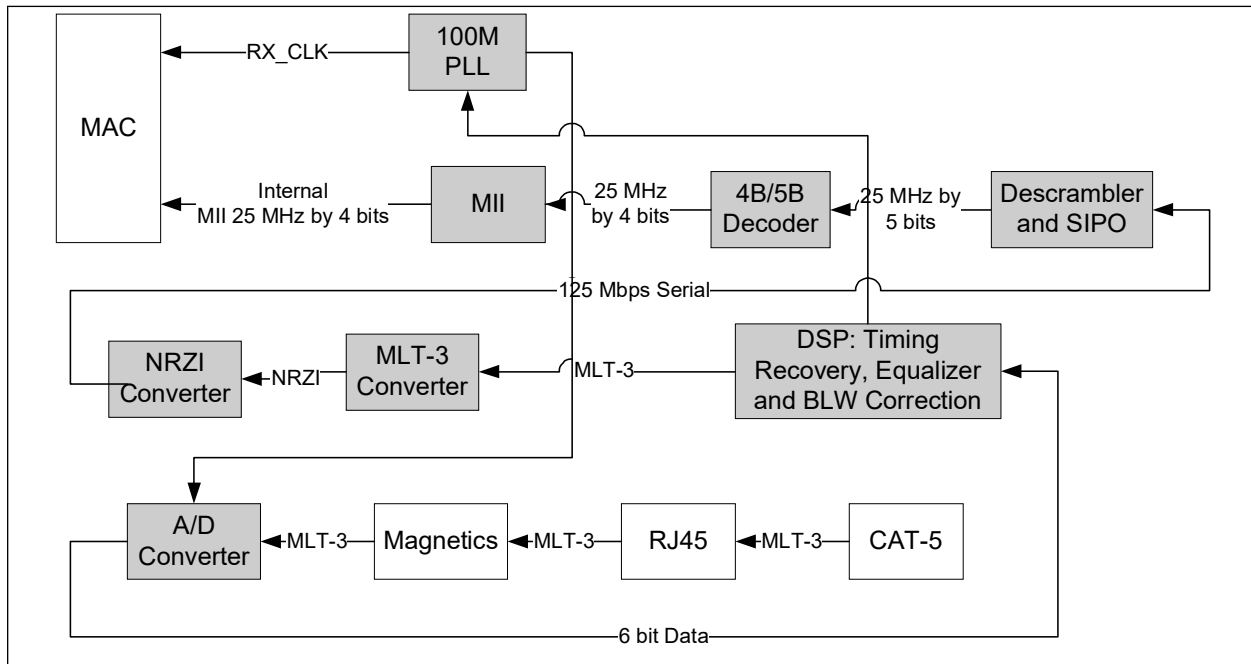 100M
PLL
RX_CLK
MAC
Internal
MII 25 MHz by 4 bits
MII
25 MHz
by 4 bits
4B/5B
Decoder
25 MHz by
5 bits
Descrambler
and SIPO
125 Mbps Serial
NRZI
Converter
NRZI
MLT-3
Converter
MLT-3
DSP: Timing
Recovery, Equalizer
and BLW Correction
A/D
Converter
MLT-3
Magnetics
MLT-3
RJ45
MLT-3
CAT-5
6 bit Data